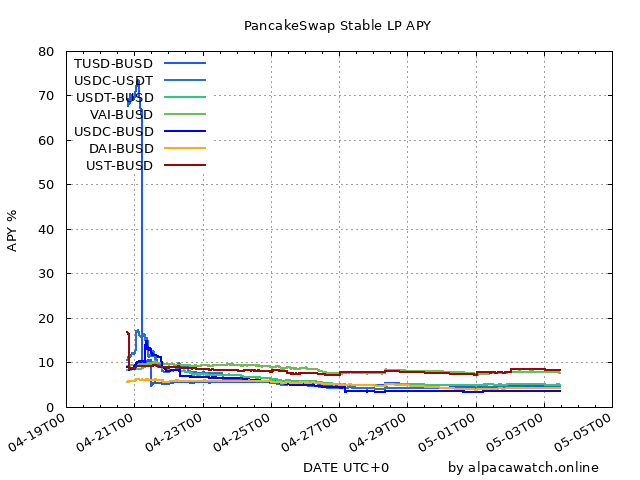 PancakeSwap Stable LP APY
80
70
60
50
40
30
20
10
0
APY %
TUSD-BUSD
USDC-USDT
USDT-BUSD
VAI-BUSD
USDC-BUSD
DAI-BUSD
UST-BUSD
04-19T00
04-21T00
04-23T00
04-25T00
04-27T00
04-29T00
05-01T00
05-03T00
05-05T00
DATE UTC+0
by alpacawatch.online